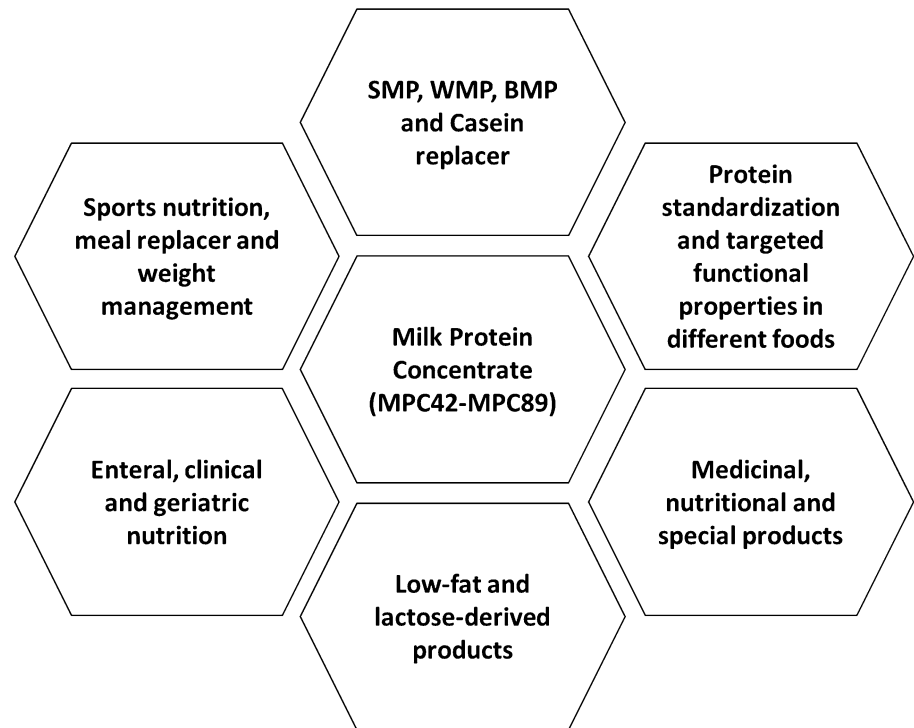 SMP, WMP, BMP
and Casein
replacer
Sports nutrition,
meal replacer and
weight
management
Protein
standardization
and targeted
functional
properties in
different foods
Milk Protein
Concentrate
(MPC42-MPC89)
Enteral, clinical
and geriatric
nutrition
Medicinal,
nutritional and
special products
Low-fat and
lactose-derived
products